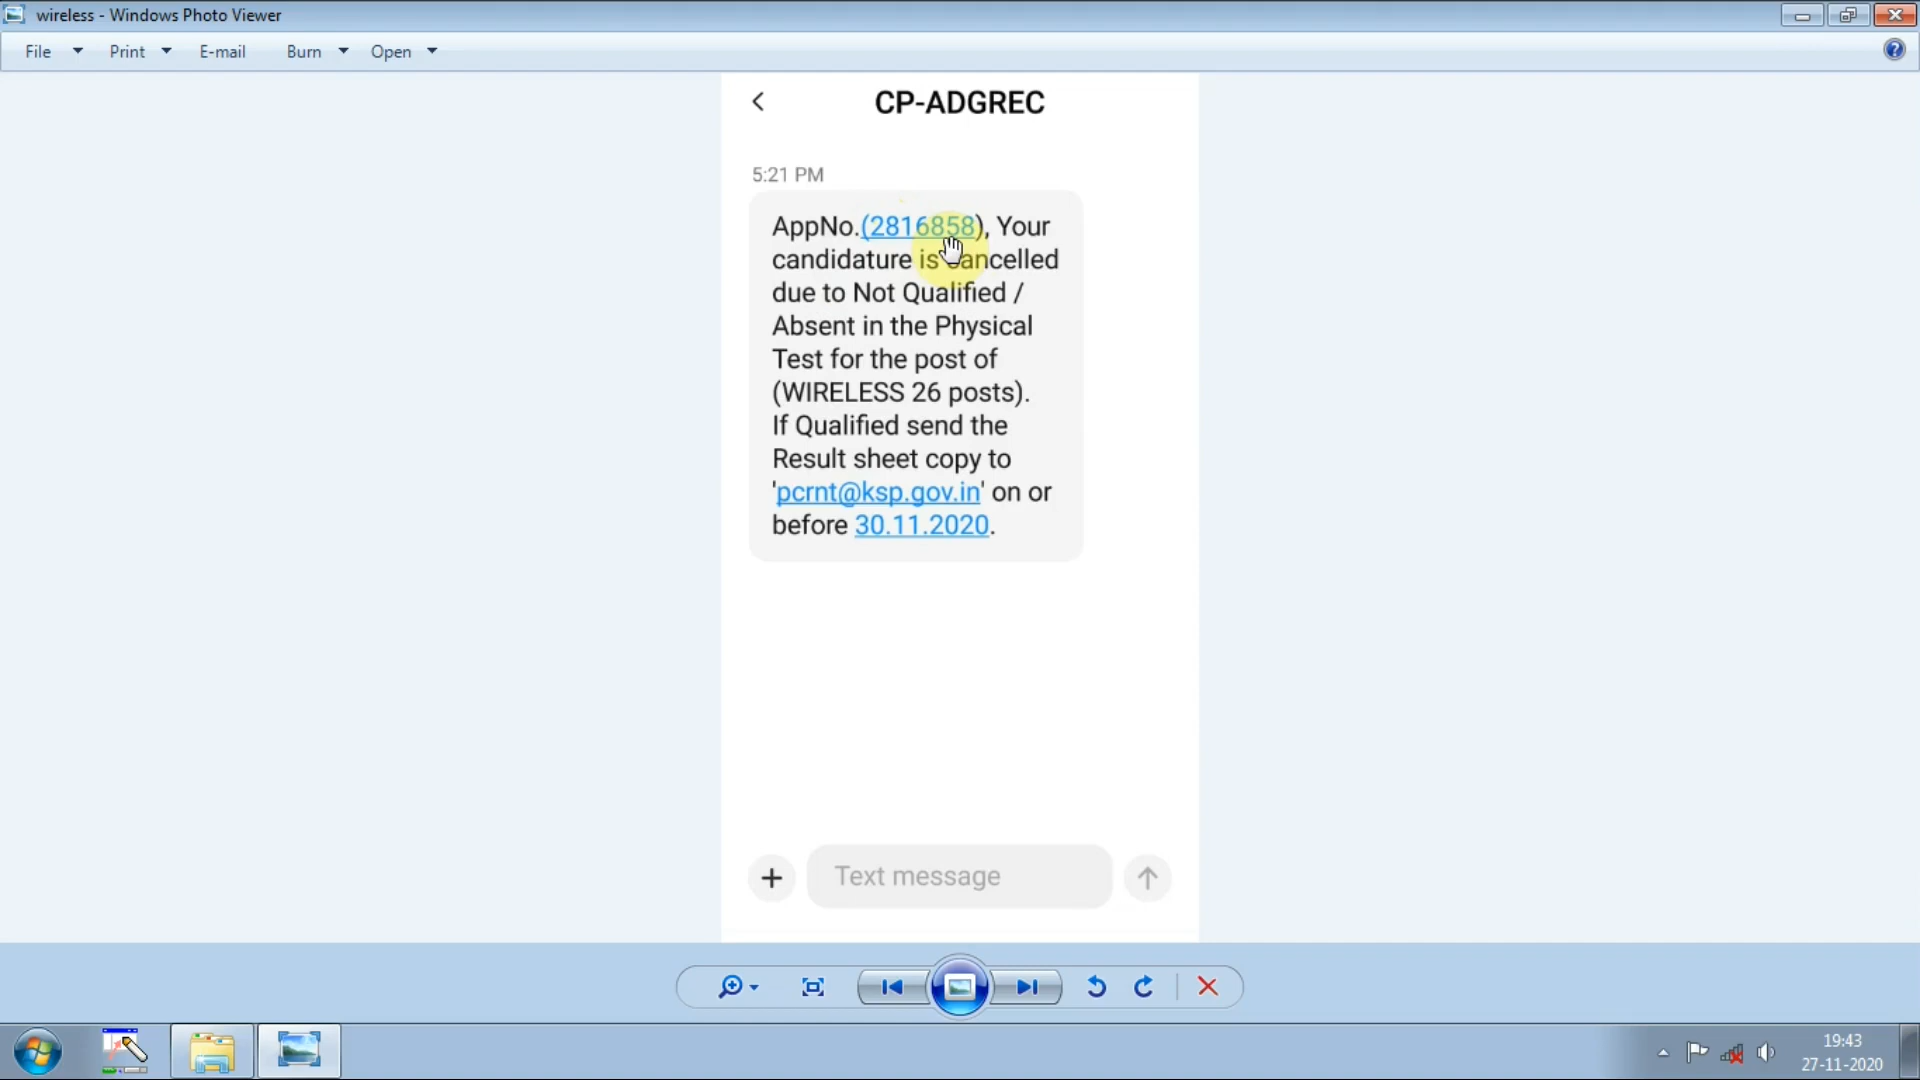 wireless - Windows Photo Viewer
File Print E-mail Burn Open
CP-ADGREC
5:21 PM
AppNo.(2816858), Your
candidature is cancelled
due to Not Qualified /
Absent in the Physical
Test for the post of
(WIRELESS 26 posts).
If Qualified send the
Result sheet copy to
'pcrnt@ksp.gov.in' on or
before 30.11.2020.
Text message
19:43
27-11-2020